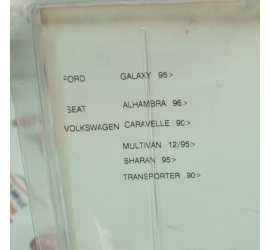 FORD GALAXY 95>
SEAT ALHAMBRA 96>
VOLKSWAGEN CARAVELLE 90>
MULTIVAN 12/95>
SHARAN 95>
TRANSPORTER 90>